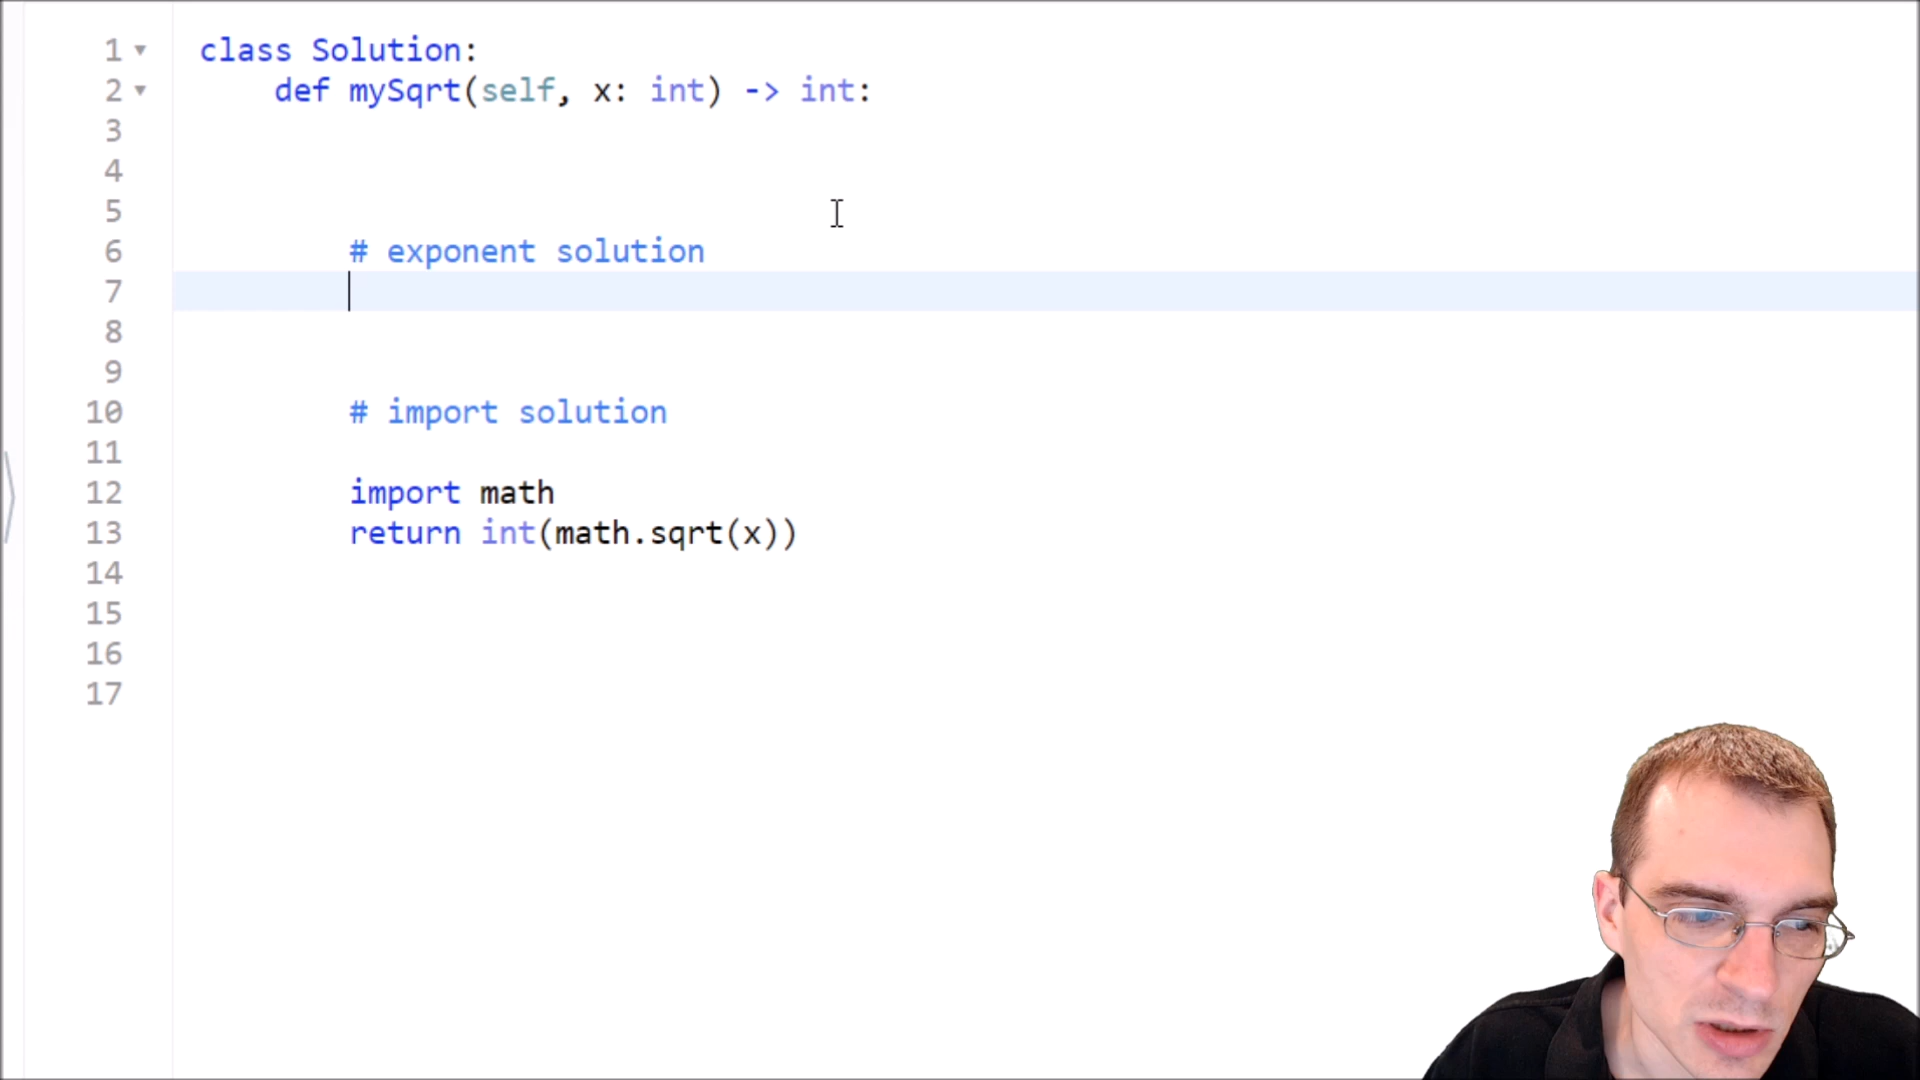 1 class Solution:
2 def mySqrt(self, x: int) -> int:
3
4
5
6 # exponent solution
7
8
9
10 # import solution
11
12 import math
13 return int(math.sqrt(x))
14
15
16
17